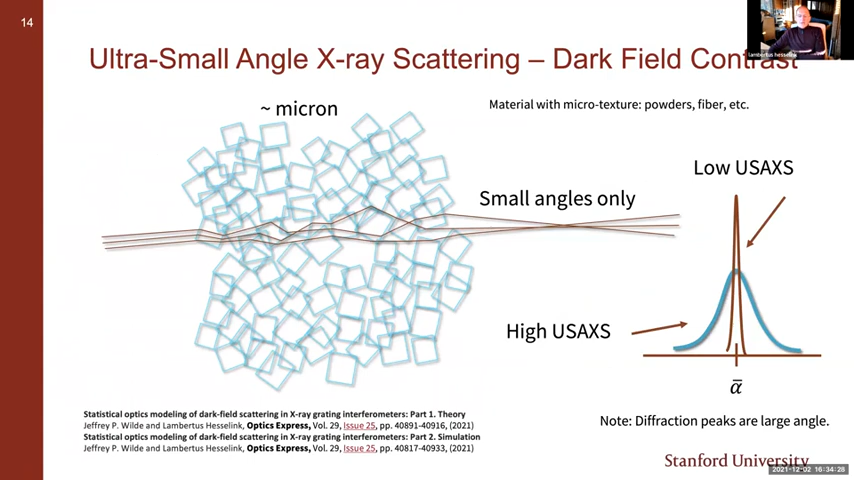 14
Ultra-Small Angle X-ray Scattering – Dark Field Contrast
lambertus hesselink
~ micron
Material with micro-texture: powders, fiber, etc.
Low USAXS
Small angles only
High USAXS
ᾱ
Statistical optics modeling of dark-field scattering in X-ray grating interferometers: Part 1. Theory
Jeffrey P. Wilde and Lambertus Hesselink, Optics Express, Vol. 29, Issue 25, pp. 40891-40916, (2021)
Statistical optics modeling of dark-field scattering in X-ray grating interferometers: Part 2. Simulation
Jeffrey P. Wilde and Lambertus Hesselink, Optics Express, Vol. 29, Issue 25, pp. 40817-40933, (2021)
Note: Diffraction peaks are large angle.
Stanford University
2021-12-02 16:34:28